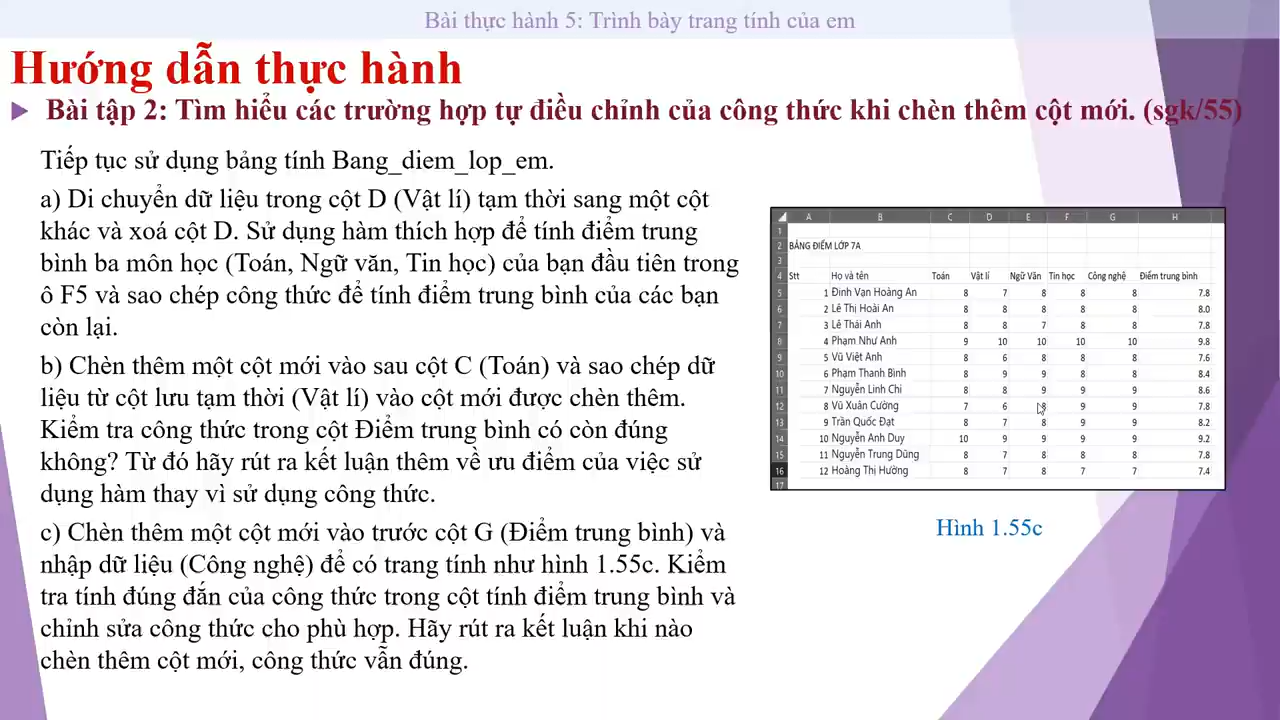 Bài thực hành 5: Trình bày trang tính của em
Hướng dẫn thực hành
Bài tập 2: Tìm hiểu các trường hợp tự điều chỉnh của công thức khi chèn thêm cột mới. (sgk/55)
Tiếp tục sử dụng bảng tính Bang_diem_lop_em.
a) Di chuyển dữ liệu trong cột D (Vật lí) tạm thời sang một cột
khác và xoá cột D. Sử dụng hàm thích hợp để tính điểm trung
bình ba môn học (Toán, Ngữ văn, Tin học) của bạn đầu tiên trong
ô F5 và sao chép công thức để tính điểm trung bình của các bạn
còn lại.
b) Chèn thêm một cột mới vào sau cột C (Toán) và sao chép dữ
liệu từ cột lưu tạm thời (Vật lí) vào cột mới được chèn thêm.
Kiểm tra công thức trong cột Điểm trung bình có còn đúng
không? Từ đó hãy rút ra kết luận thêm về ưu điểm của việc sử
dụng hàm thay vì sử dụng công thức.
c) Chèn thêm một cột mới vào trước cột G (Điểm trung bình) và
nhập dữ liệu (Công nghệ) để có trang tính như hình 1.55c. Kiểm
tra tính đúng đắn của công thức trong cột tính điểm trung bình và
chỉnh sửa công thức cho phù hợp. Hãy rút ra kết luận khi nào
chèn thêm cột mới, công thức vẫn đúng.
A B C D E F G H
1
2 BẢNG ĐIỂM LỚP 7A
3
4 Stt Họ và tên Toán Vật lí Ngữ Văn Tin học Công nghệ Điểm trung bình
5 1 Đinh Vạn Hoàng An 8 7 8 8 8 7.8
6 2 Lê Thị Hoài An 8 8 8 8 8 8.0
7 3 Lê Thái Anh 8 8 7 8 8 7.8
8 4 Phạm Như Anh 9 10 10 10 10 9.8
9 5 Vũ Việt Anh 8 6 8 8 8 7.6
10 6 Phạm Thanh Bình 8 9 9 8 8 8.4
11 7 Nguyễn Linh Chi 8 8 9 9 9 8.6
12 8 Vũ Xuân Cường 7 6 8 9 9 7.8
13 9 Trần Quốc Đạt 8 7 8 9 9 8.2
14 10 Nguyễn Anh Duy 10 9 9 9 9 9.2
15 11 Nguyễn Trung Dũng 8 7 8 8 8 7.8
16 12 Hoàng Thị Hường 8 7 8 7 7 7.4
17
Hình 1.55c